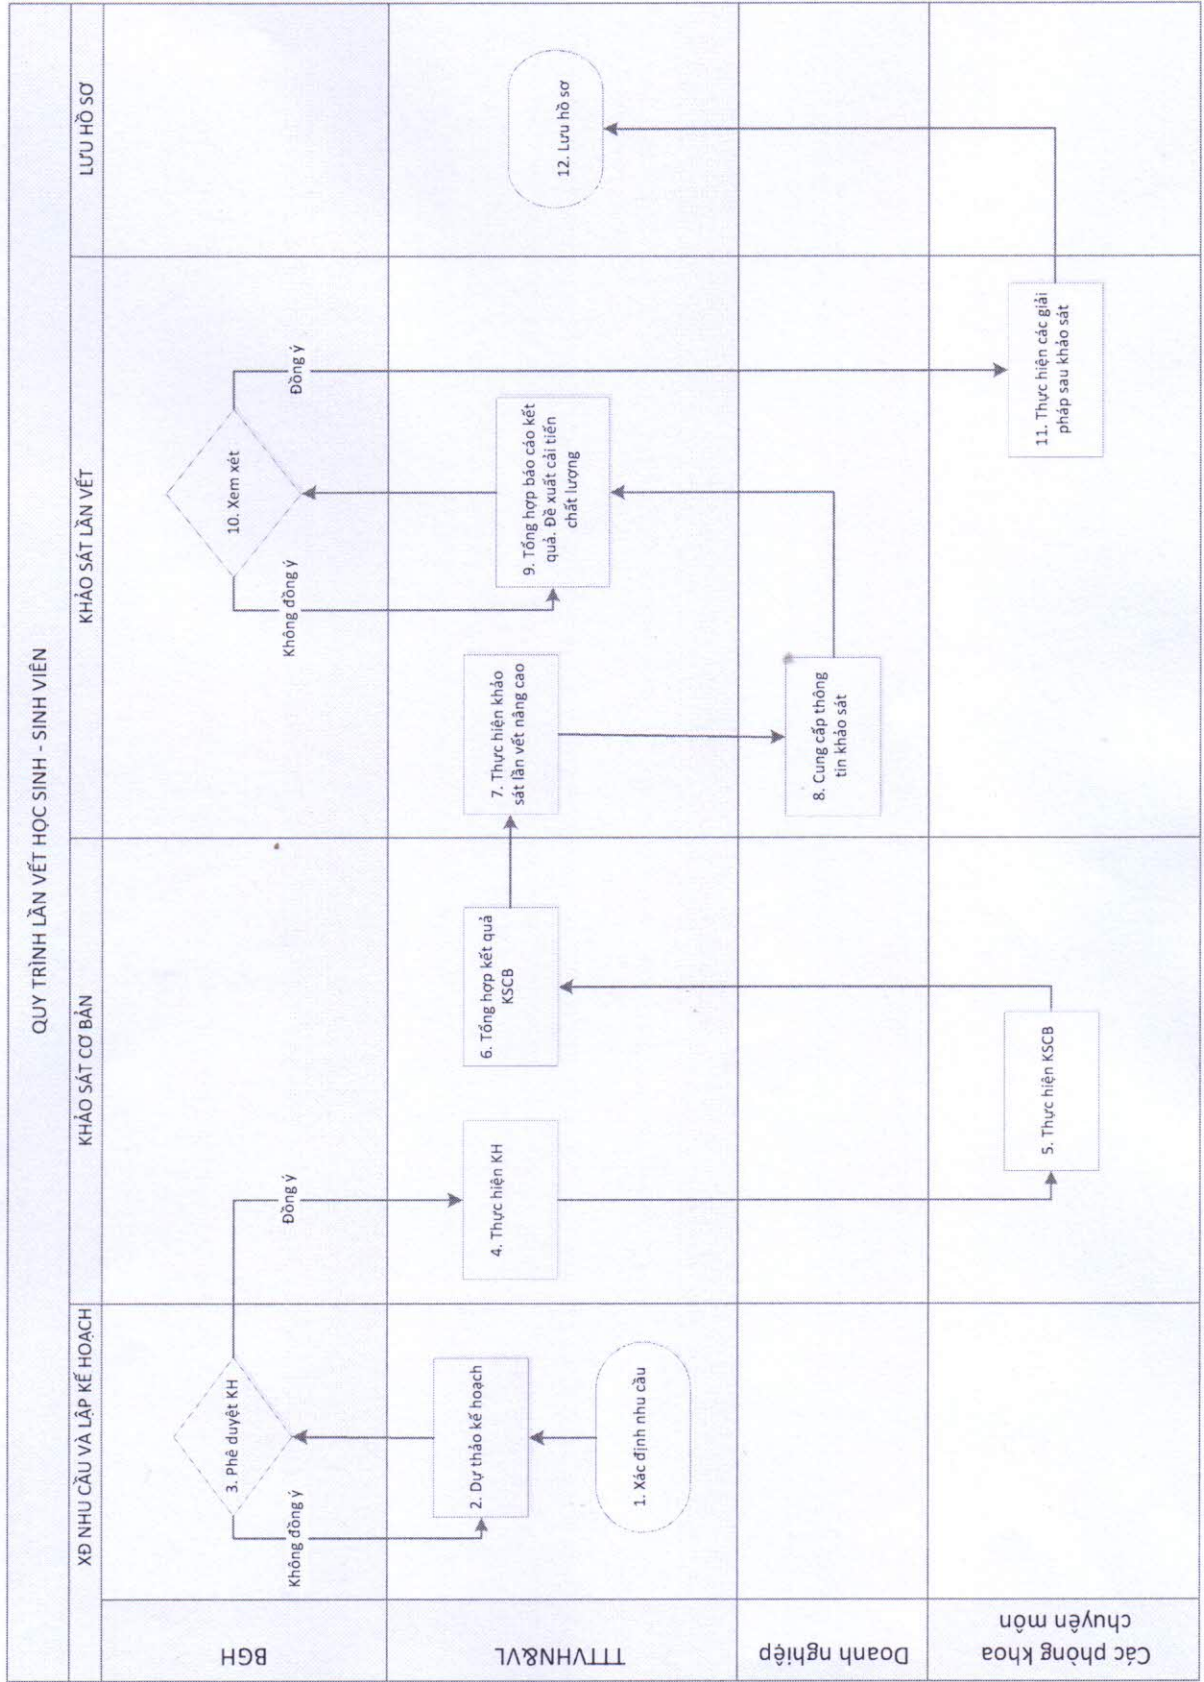 QUY TRÌNH LẦN VẾT HỌC SINH - SINH VIÊN
XĐ NHU CẦU VÀ LẬP KẾ HOẠCH
KHẢO SÁT CƠ BẢN
KHẢO SÁT LẦN VẾT
LƯU HỒ SƠ
BGH
3. Phê duyệt KH
Không đồng ý
Đồng ý
10. Xem xét
Không đồng ý
Đồng ý
TTTVHN&VL
1. Xác định nhu cầu
2. Dự thảo kế hoạch
4. Thực hiện KH
6. Tổng hợp kết quả
KSCB
7. Thực hiện khảo
sát lần vết nâng cao
9. Tổng hợp báo cáo kết
quả. Đề xuất cải tiến
chất lượng
12. Lưu hồ sơ
Doanh nghiệp
8. Cung cấp thông
tin khảo sát
Các phòng khoa
chuyên môn
5. Thực hiện KSCB
11. Thực hiện các giải
pháp sau khảo sát